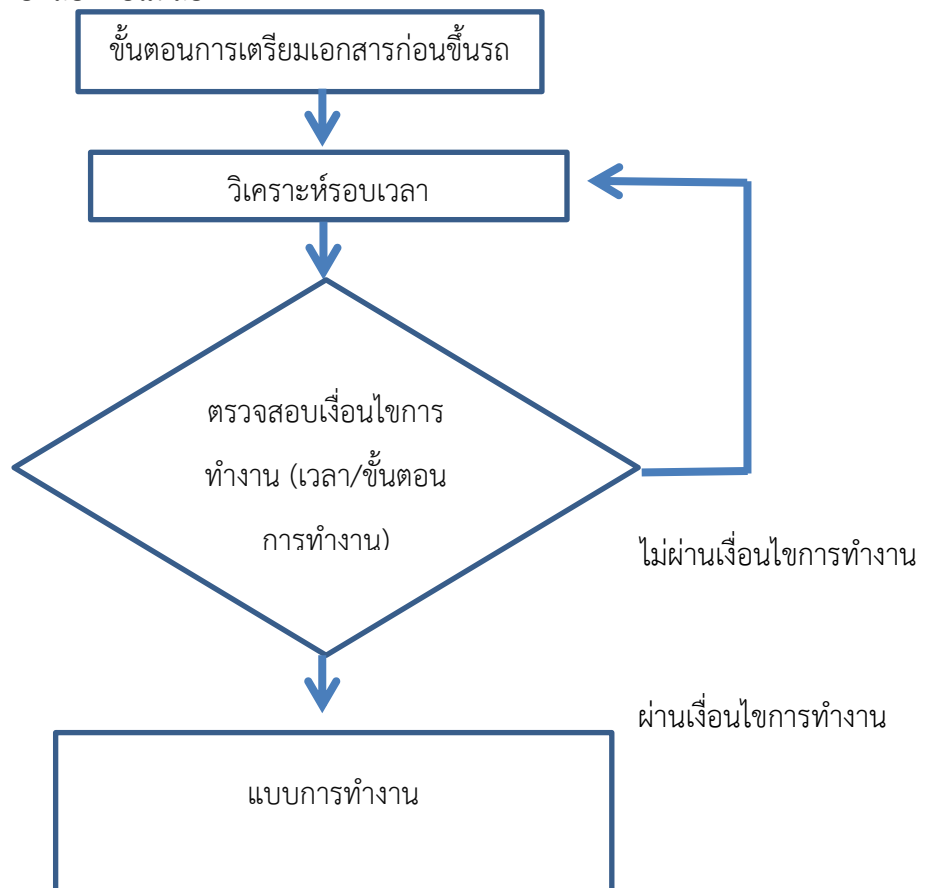 ขั้นตอนการเตรียมเอกสารก่อนขึ้นรถ
วิเคราะห์รอบเวลา
ตรวจสอบเงื่อนไขการ
ทำงาน (เวลา/ขั้นตอน
การทำงาน)
ไม่ผ่านเงื่อนไขการทำงาน
ผ่านเงื่อนไขการทำงาน
แบบการทำงาน